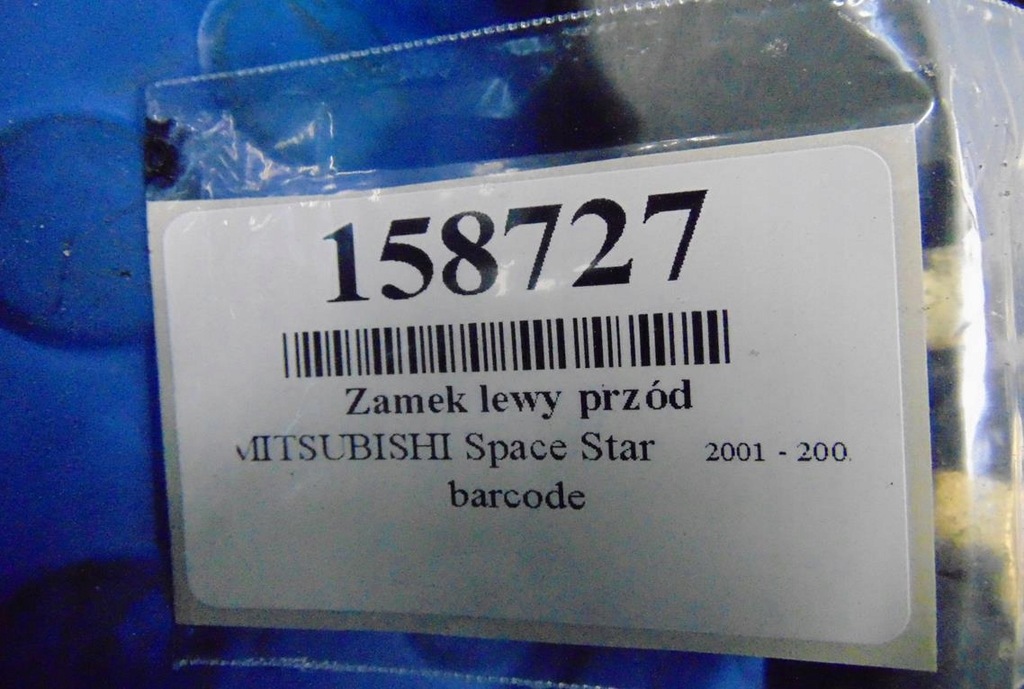 158727
Zamek lewy przód
MITSUBISHI Space Star 2001 - 200
barcode